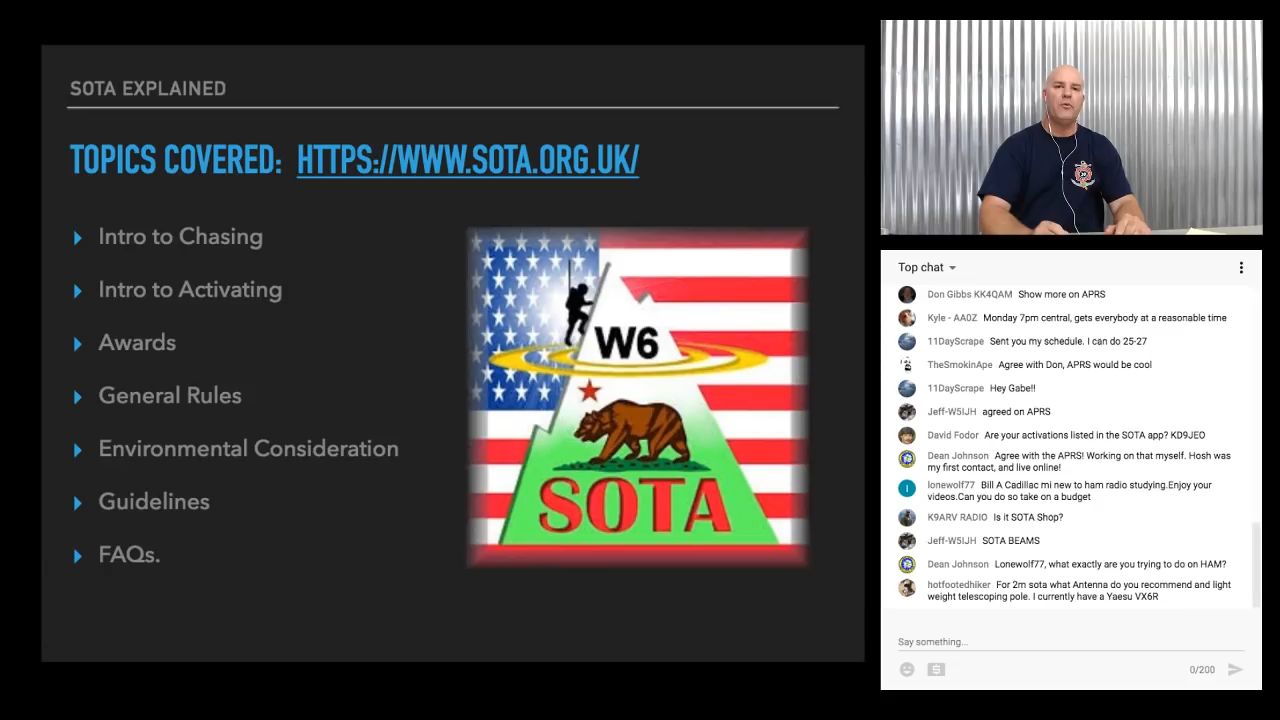 SOTA EXPLAINED
TOPICS COVERED: HTTPS://WWW.SOTA.ORG.UK/
Intro to Chasing
Intro to Activating
Awards
General Rules
Environmental Consideration
Guidelines
FAQs.
W6
SOTA
Top chat
Don Gibbs KK4QAM Show more on APRS
Kyle - AA0Z Monday 7pm central, gets everybody at a reasonable time
11DayScrape Sent you my schedule. I can do 25-27
TheSmokinApe Agree with Don, APRS would be cool
11DayScrape Hey Gabe!!
Jeff-W5IJH agreed on APRS
David Fodor Are your activations listed in the SOTA app? KD9JEO
Dean Johnson Agree with the APRS! Working on that myself. Hosh was
my first contact, and live online!
I
lonewolf77 Bill A Cadillac mi new to ham radio studying.Enjoy your
videos.Can you do so take on a budget
K9ARV RADIO Is it SOTA Shop?
Jeff-W5IJH SOTA BEAMS
Dean Johnson Lonewolf77, what exactly are you trying to do on HAM?
hotfootedhiker For 2m sota what Antenna do you recommend and light
weight telescoping pole. I currently have a Yaesu VX6R
Say something...
0/200